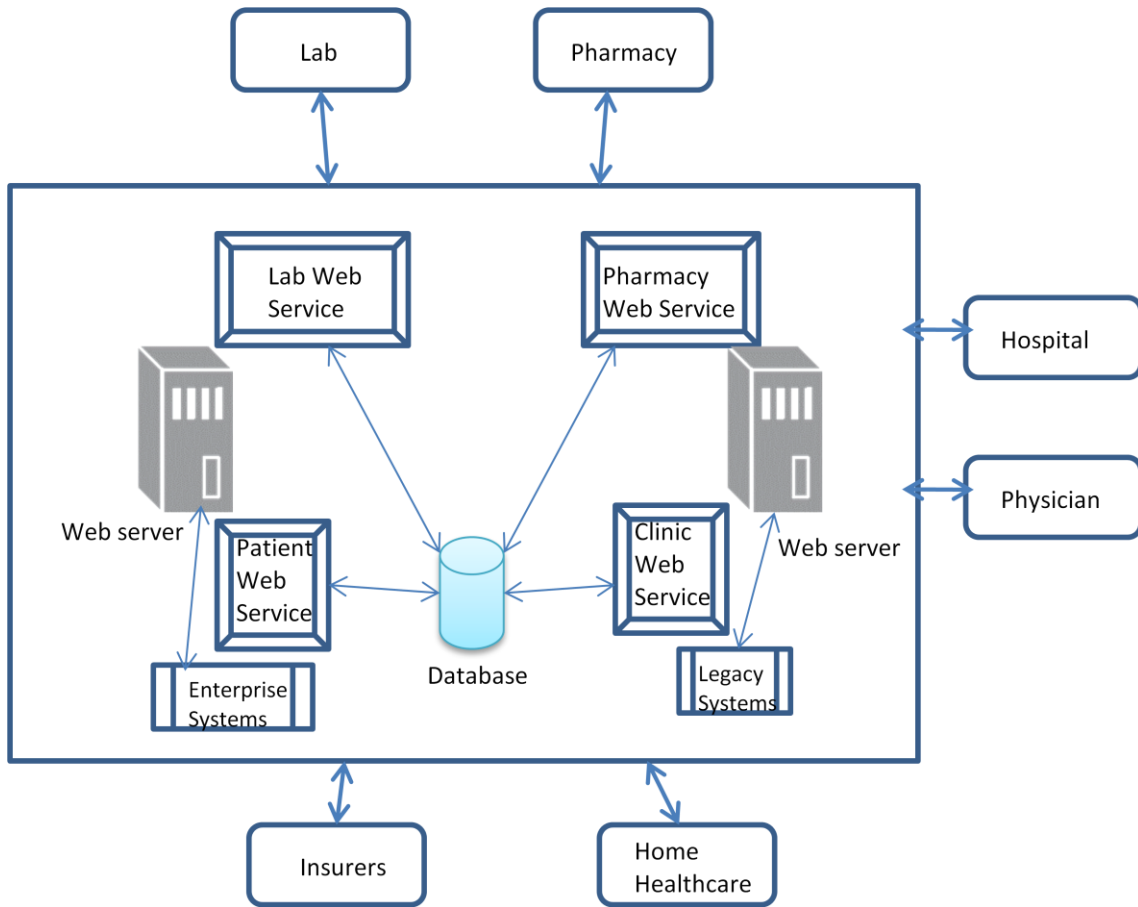 Lab
Pharmacy
Lab Web
Service
Pharmacy
Web Service
Hospital
Physician
Web server
Web server
Patient
Web
Service
Clinic
Web
Service
Database
Enterprise
Systems
Legacy
Systems
Insurers
Home
Healthcare